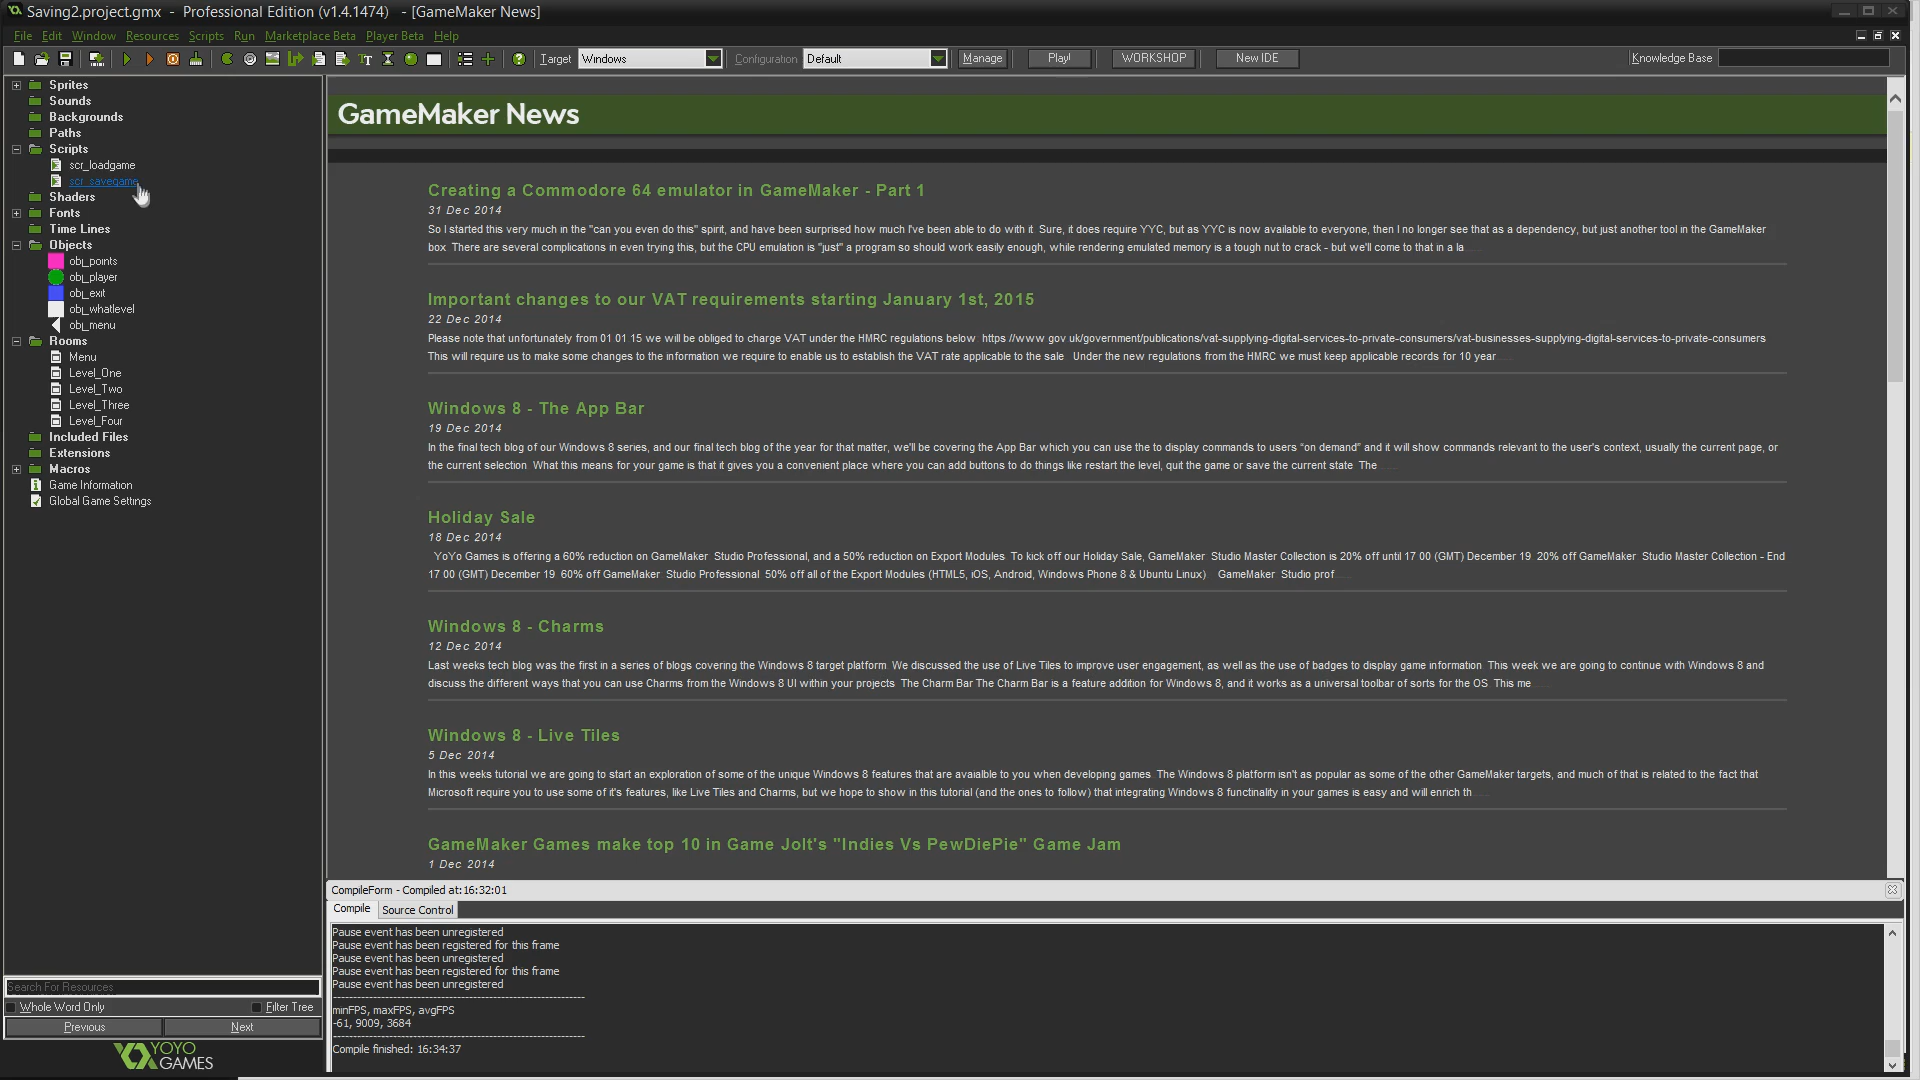 Saving2.project.gmx - Professional Edition (v1.4.1474) - [GameMaker News]
File Edit Window Resources Scripts Run Marketplace Beta Player Beta Help
Target Windows Configuration Default Manage Play! WORKSHOP New IDE Knowledge Base
Sprites
Sounds
Backgrounds
Paths
Scripts
scr_loadgame
scr_savegame
Shaders
Fonts
Time Lines
Objects
obj_points
obj_player
obj_exit
obj_whatlevel
obj_menu
Rooms
Menu
Level_One
Level_Two
Level_Three
Level_Four
Included Files
Extensions
Macros
Game Information
Global Game Settings
Search For Resources
Whole Word Only Filter Tree
Previous Next
YOYO
GAMES
GameMaker News
Creating a Commodore 64 emulator in GameMaker - Part 1
31 Dec 2014
So I started this very much in the "can you even do this" spirit, and have been surprised how much I've been able to do with it Sure, it does require YYC, but as YYC is now available to everyone, then I no longer see that as a dependency, but just another tool in the GameMaker
box There are several complications in even trying this, but the CPU emulation is "just" a program so should work easily enough, while rendering emulated memory is a tough nut to crack - but we'll come to that in a la
Important changes to our VAT requirements starting January 1st, 2015
22 Dec 2014
Please note that unfortunately from 01 01 15 we will be obliged to charge VAT under the HMRC regulations below https //www gov uk/government/publications/vat-supplying-digital-services-to-private-consumers/vat-businesses-supplying-digital-services-to-private-consumers
This will require us to make some changes to the information we require to enable us to establish the VAT rate applicable to the sale Under the new regulations from the HMRC we must keep applicable records for 10 year
Windows 8 - The App Bar
19 Dec 2014
In the final tech blog of our Windows 8 series, and our final tech blog of the year for that matter, we'll be covering the App Bar which you can use the to display commands to users “on demand” and it will show commands relevant to the user's context, usually the current page, or
the current selection What this means for your game is that it gives you a convenient place where you can add buttons to do things like restart the level, quit the game or save the current state The
Holiday Sale
18 Dec 2014
YoYo Games is offering a 60% reduction on GameMaker Studio Professional, and a 50% reduction on Export Modules To kick off our Holiday Sale, GameMaker Studio Master Collection is 20% off until 17 00 (GMT) December 19 20% off GameMaker Studio Master Collection - End
17 00 (GMT) December 19 60% off GameMaker Studio Professional 50% off all of the Export Modules (HTML5, iOS, Android, Windows Phone 8 & Ubuntu Linux) GameMaker Studio prof
Windows 8 - Charms
12 Dec 2014
Last weeks tech blog was the first in a series of blogs covering the Windows 8 target platform We discussed the use of Live Tiles to improve user engagement, as well as the use of badges to display game information This week we are going to continue with Windows 8 and
discuss the different ways that you can use Charms from the Windows 8 UI within your projects The Charm Bar The Charm Bar is a feature addition for Windows 8, and it works as a universal toolbar of sorts for the OS This me
Windows 8 - Live Tiles
5 Dec 2014
In this weeks tutorial we are going to start an exploration of some of the unique Windows 8 features that are avaialble to you when developing games The Windows 8 platform isn't as popular as some of the other GameMaker targets, and much of that is related to the fact that
Microsoft require you to use some of it's features, like Live Tiles and Charms, but we hope to show in this tutorial (and the ones to follow) that integrating Windows 8 functinality in your games is easy and will enrich th
GameMaker Games make top 10 in Game Jolt's "Indies Vs PewDiePie" Game Jam
1 Dec 2014
CompileForm - Compiled at:16:32:01
Compile Source Control
Pause event has been unregistered
Pause event has been registered for this frame
Pause event has been unregistered
Pause event has been registered for this frame
Pause event has been unregistered
minFPS, maxFPS, avgFPS
-61, 9009, 3684
Compile finished: 16:34:37